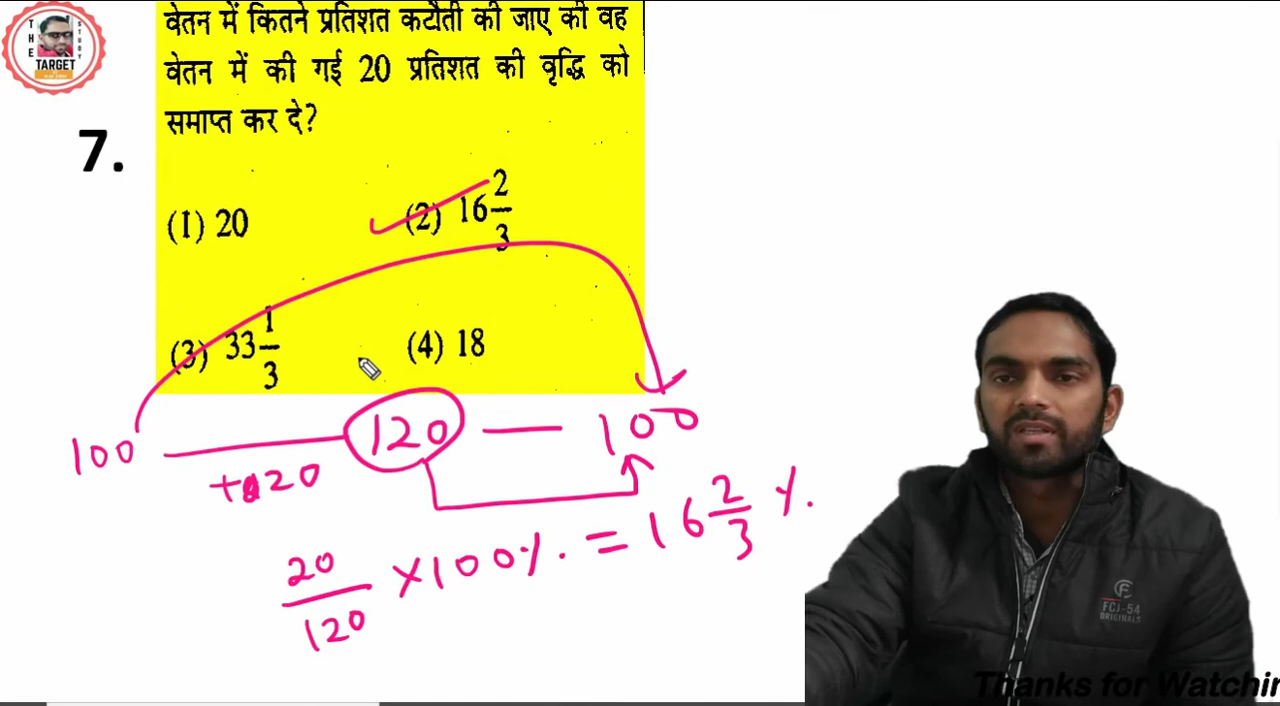 THE
STUDY
TARGET
वेतन में कितने प्रतिशत कटौती की जाए की वह
वेतन में की गई 20 प्रतिशत की वृद्धि को
समाप्त कर दे?
7.
(1) 20
(2) 16 2/3
(3) 33 1/3
(4) 18
100
+20
120
100
20/120 × 100% = 16 2/3 %.
FCJ-54
ORIGINALS
Thanks for Watchin